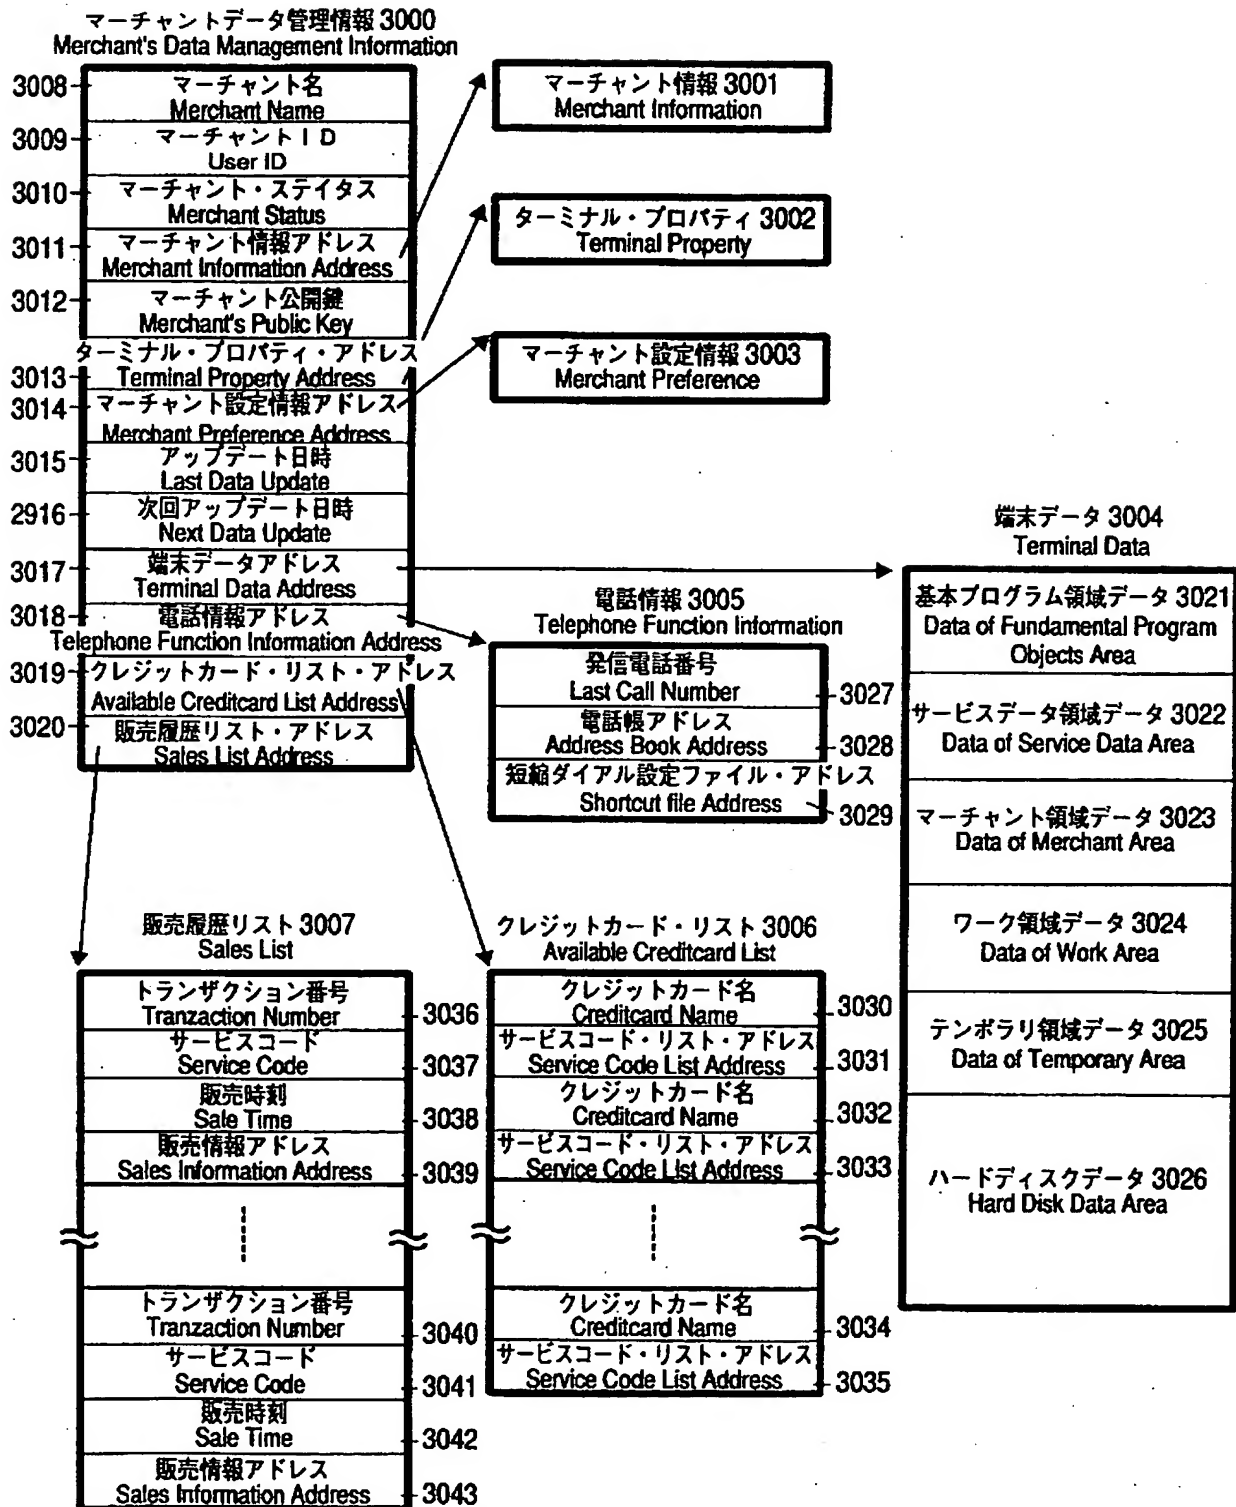 マーチャントデータ管理情報 3000
Merchant's Data Management Information
3008
マーチャント名
Merchant Name
3009
マーチャントID
User ID
3010
マーチャント・ステイタス
Merchant Status
3011
マーチャント情報アドレス
Merchant Information Address
3012
マーチャント公開鍵
Merchant's Public Key
ターミナル・プロパティ・アドレス
3013
Terminal Property Address
3014
マーチャント設定情報アドレス
Merchant Preference Address
3015
アップデート日時
Last Data Update
2916
次回アップデート日時
Next Data Update
3017
端末データアドレス
Terminal Data Address
3018
電話情報アドレス
Telephone Function Information Address
3019
クレジットカード・リスト・アドレス
Available Creditcard List Address
3020
販売履歴リスト・アドレス
Sales List Address
マーチャント情報 3001
Merchant Information
ターミナル・プロパティ 3002
Terminal Property
マーチャント設定情報 3003
Merchant Preference
端末データ 3004
Terminal Data
基本プログラム領域データ 3021
Data of Fundamental Program
Objects Area
サービスデータ領域データ 3022
Data of Service Data Area
マーチャント領域データ 3023
Data of Merchant Area
ワーク領域データ 3024
Data of Work Area
テンポラリ領域データ 3025
Data of Temporary Area
ハードディスクデータ 3026
Hard Disk Data Area
電話情報 3005
Telephone Function Information
発信電話番号
Last Call Number
3027
電話帳アドレス
Address Book Address
3028
短縮ダイアル設定ファイル・アドレス
Shortcut file Address
3029
販売履歴リスト 3007
Sales List
トランザクション番号
Tranzaction Number
3036
サービスコード
Service Code
3037
販売時刻
Sale Time
3038
販売情報アドレス
Sales Information Address
3039
トランザクション番号
Tranzaction Number
3040
サービスコード
Service Code
3041
販売時刻
Sale Time
3042
販売情報アドレス
Sales Information Address
3043
クレジットカード・リスト 3006
Available Creditcard List
クレジットカード名
Creditcard Name
3030
サービスコード・リスト・アドレス
Service Code List Address
3031
クレジットカード名
Creditcard Name
3032
サービスコード・リスト・アドレス
Service Code List Address
3033
クレジットカード名
Creditcard Name
3034
サービスコード・リスト・アドレス
Service Code List Address
3035